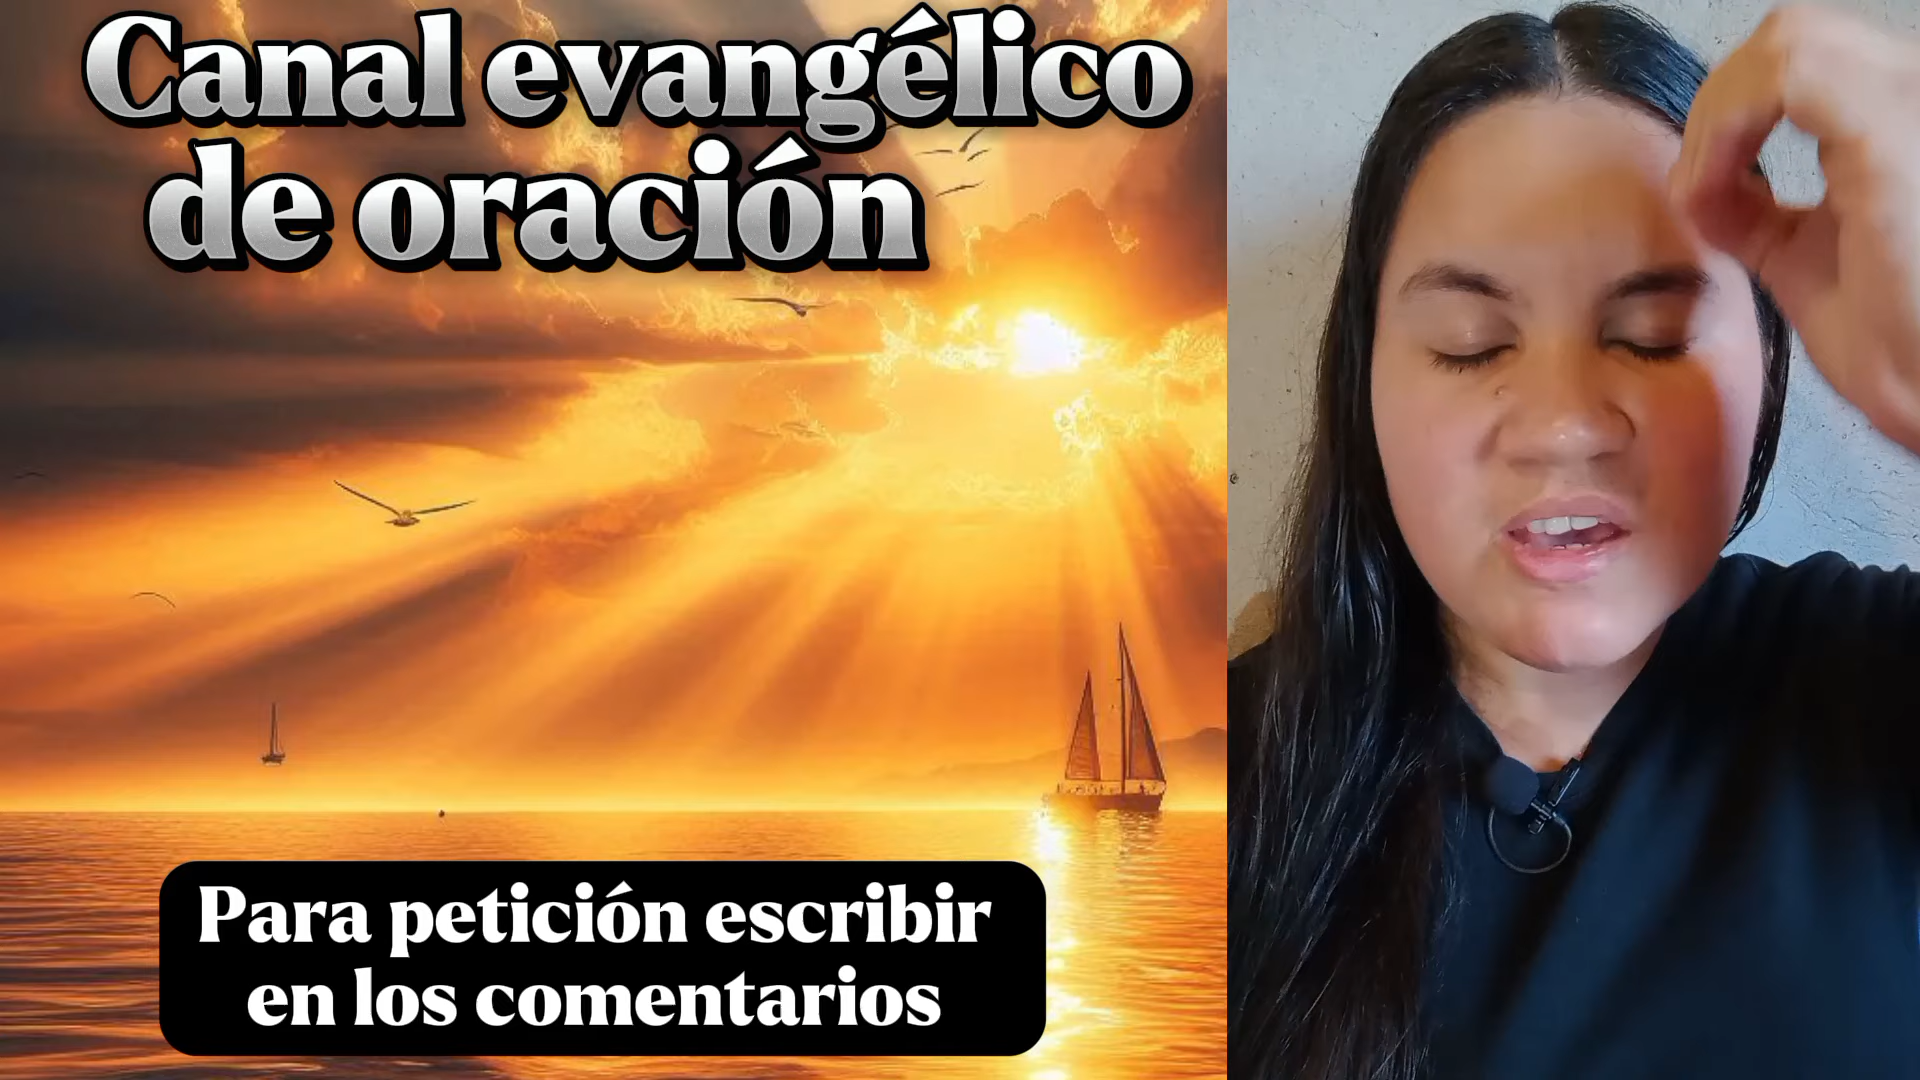 Canal evangélico
de oración
Para petición escribir
en los comentarios